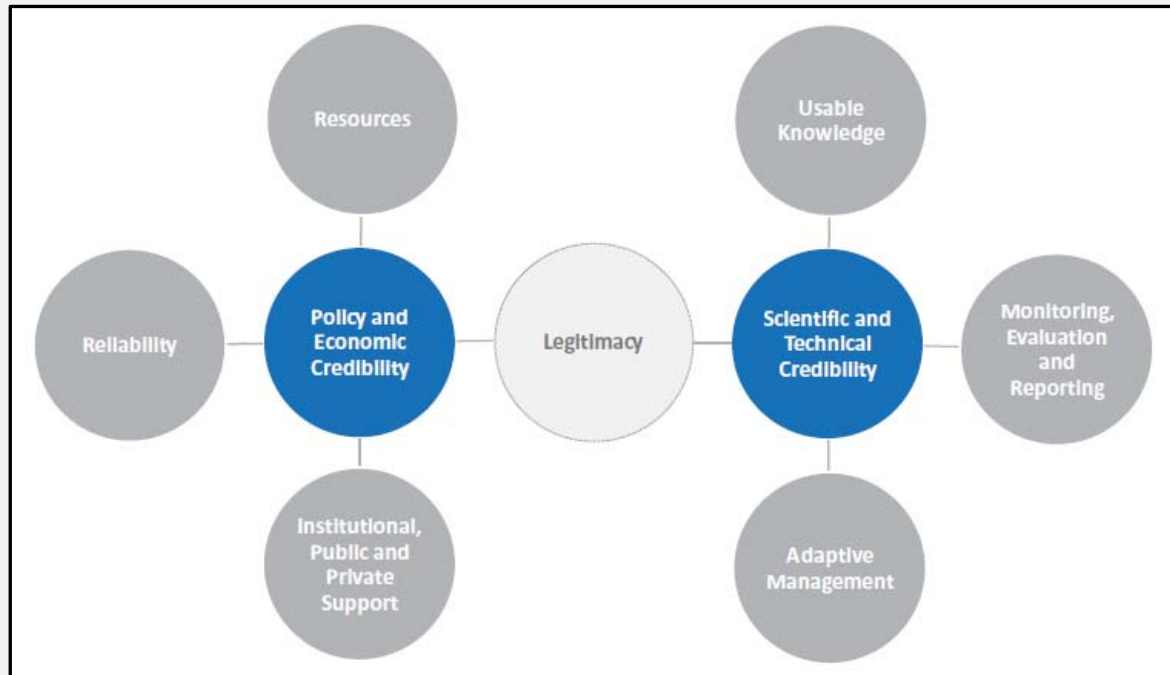 Resources
Usable
Knowledge
Reliability
Policy and
Economic
Credibility
Legitimacy
Scientific and
Technical
Credibility
Monitoring,
Evaluation
and
Reporting
Institutional,
Public and
Private
Support
Adaptive
Management